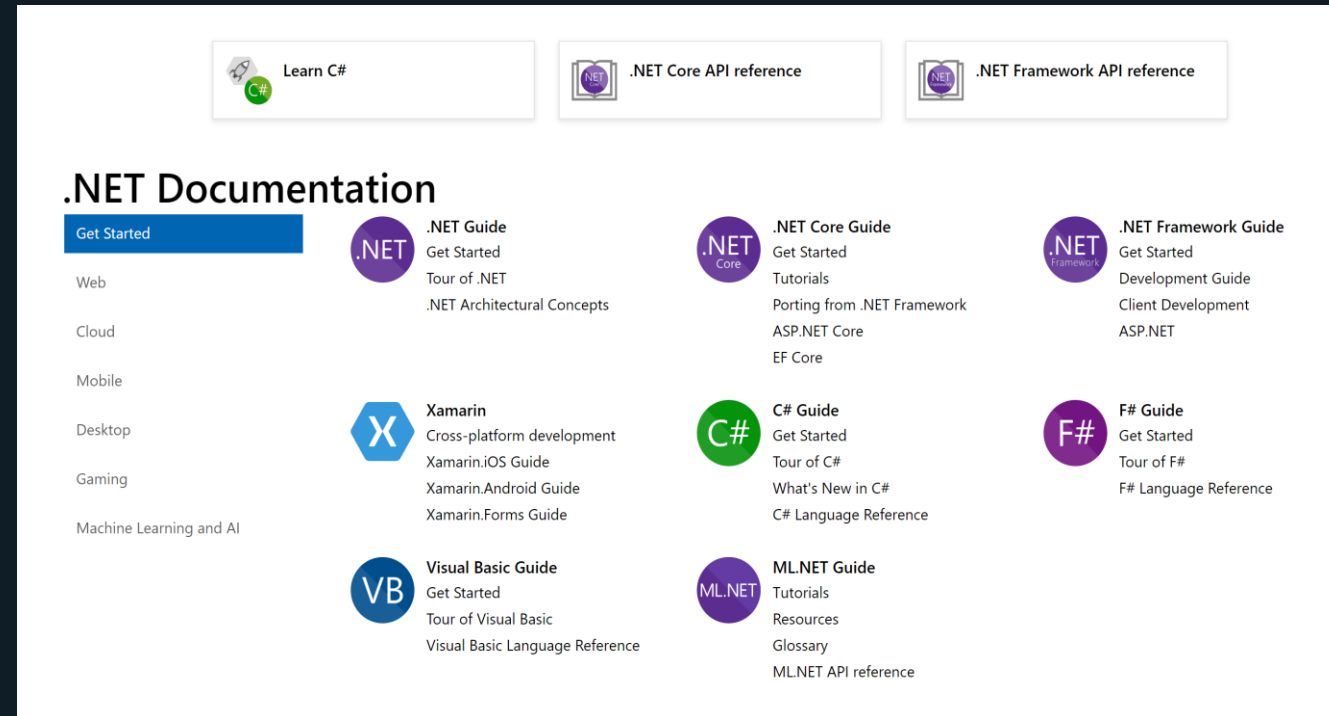 Learn C#
C#
.NET Core API reference
NET
.NET Framework API reference
NET
.NET Documentation
Get Started
Web
Cloud
Mobile
Desktop
Gaming
Machine Learning and AI
.NET
.NET Guide
Get Started
Tour of .NET
.NET Architectural Concepts
.NET
Core
.NET Core Guide
Get Started
Tutorials
Porting from .NET Framework
ASP.NET Core
EF Core
.NET
Framework
.NET Framework Guide
Get Started
Development Guide
Client Development
ASP.NET
X
Xamarin
Cross-platform development
Xamarin.iOS Guide
Xamarin.Android Guide
Xamarin.Forms Guide
C#
C# Guide
Get Started
Tour of C#
What's New in C#
C# Language Reference
F#
F# Guide
Get Started
Tour of F#
F# Language Reference
VB
Visual Basic Guide
Get Started
Tour of Visual Basic
Visual Basic Language Reference
ML.NET
ML.NET Guide
Tutorials
Resources
Glossary
ML.NET API reference